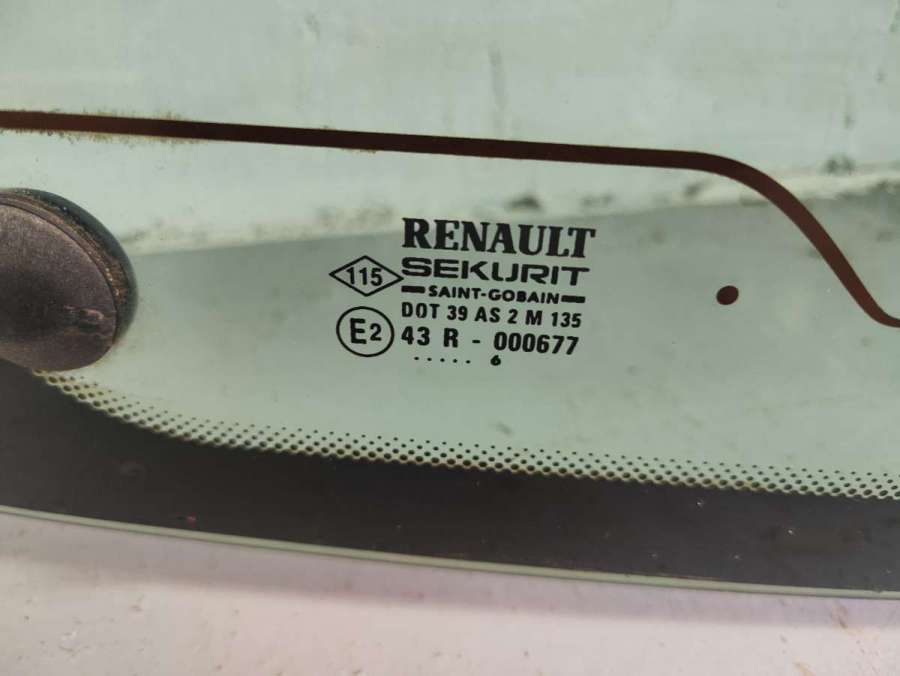 RENAULT
115
SEKURIT
SAINT-GOBAIN
DOT 39 AS 2 M 135
E2
43 R - 000677
..... 6